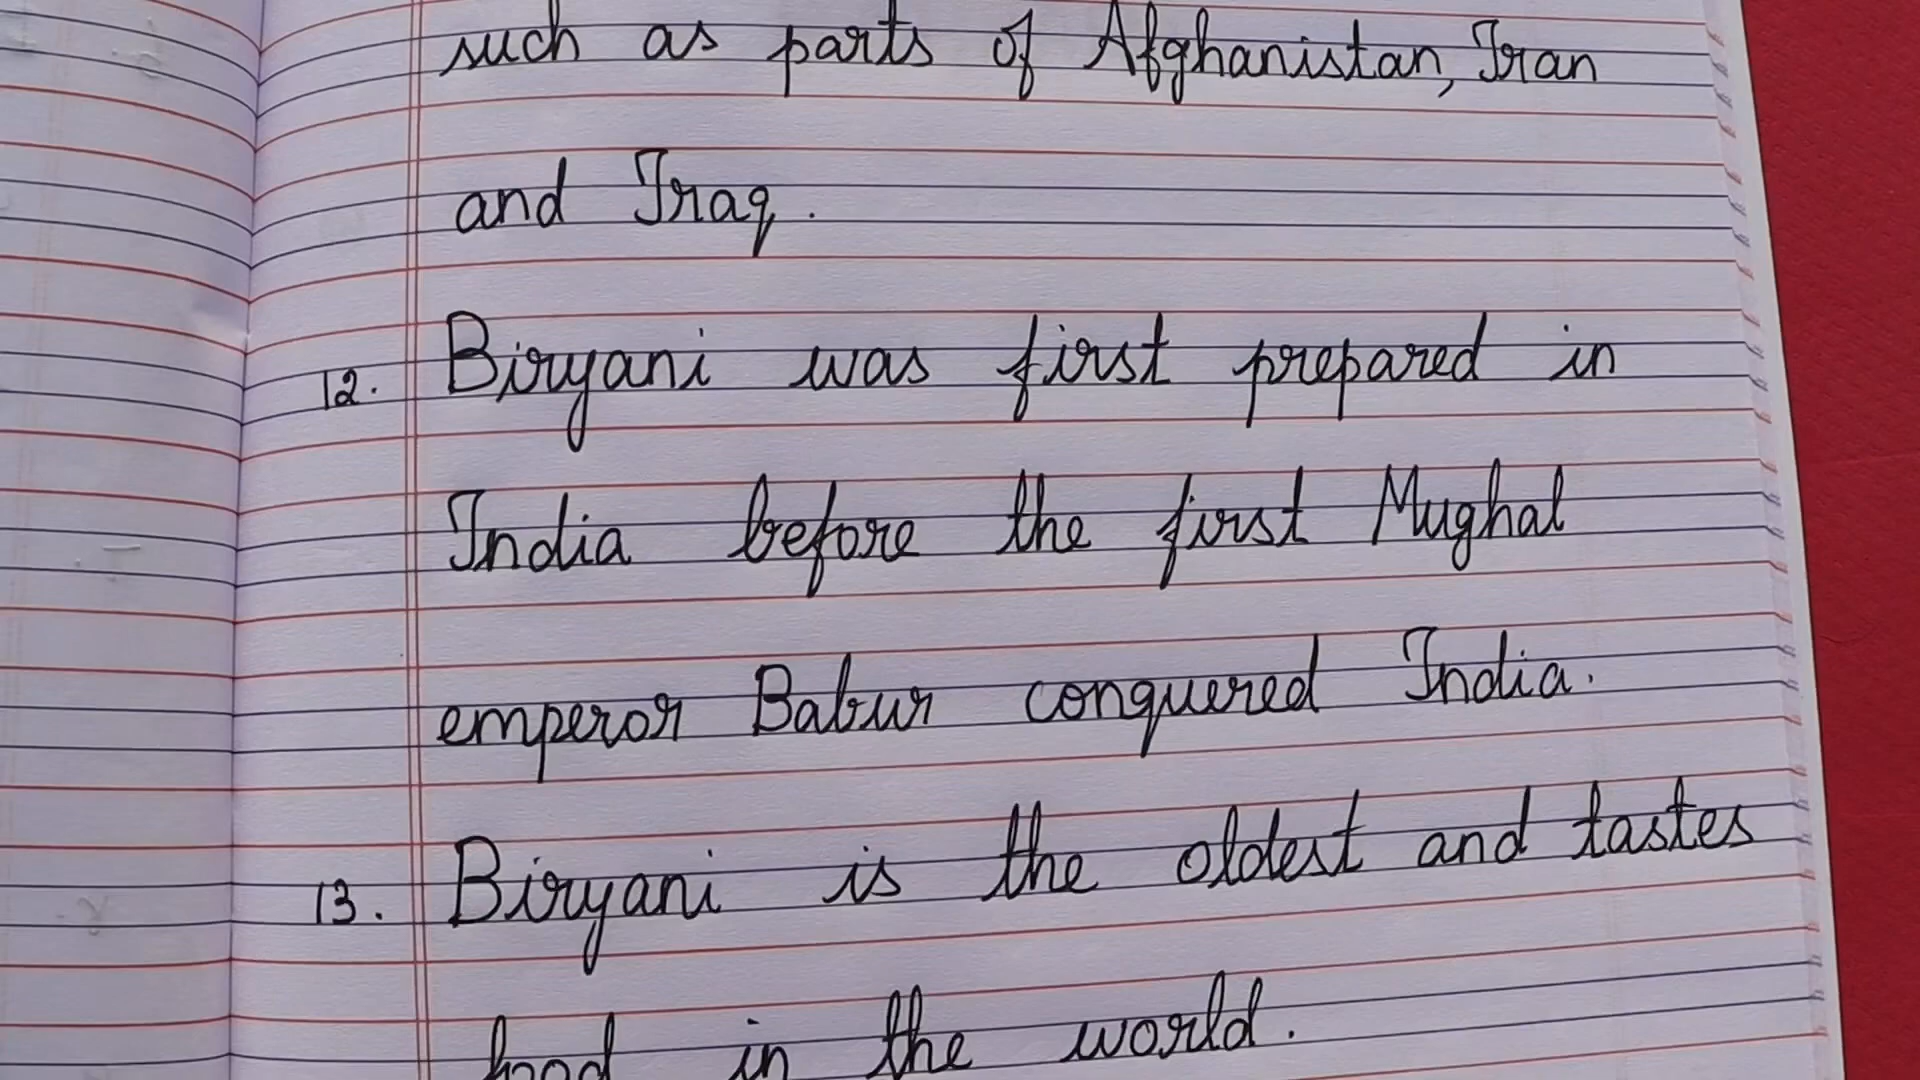 such as parts of Afghanistan, Iran
and Iraq.
12. Biryani was first prepared in
India before the first Mughal
emperor Babur conquered India.
13. Biryani is the oldest and tastes
food in the world.